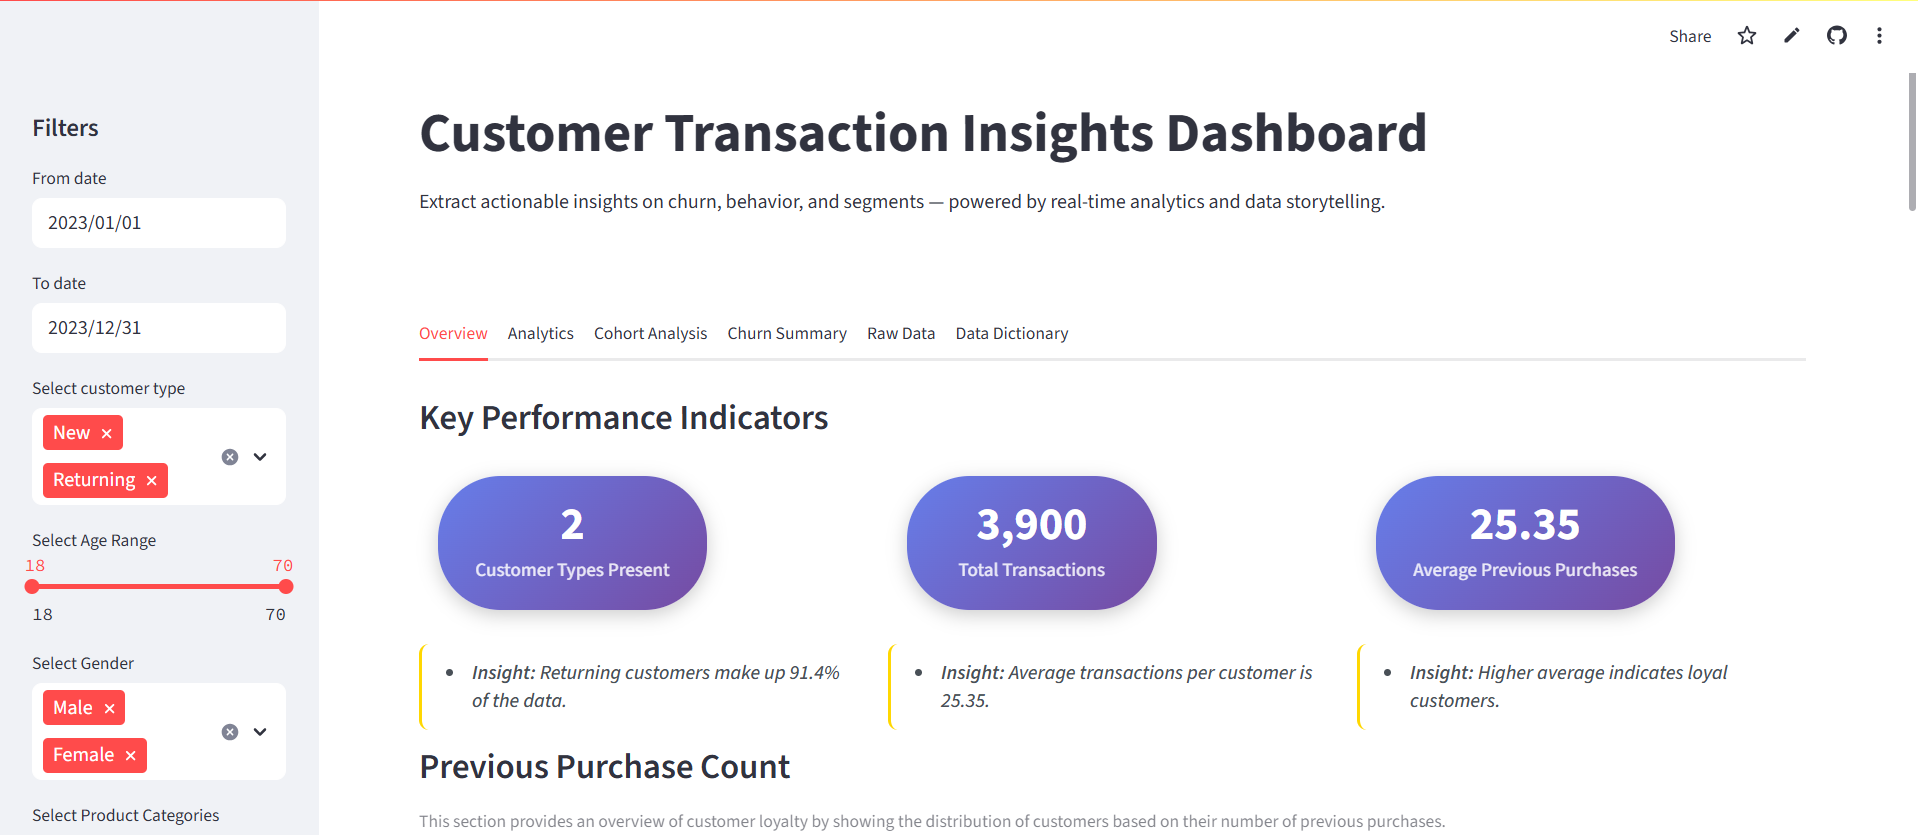 Share
Filters
From date
2023/01/01
To date
2023/12/31
Select customer type
New
Returning
Select Age Range
18 70
18 70
Select Gender
Male
Female
Select Product Categories
Customer Transaction Insights Dashboard
Extract actionable insights on churn, behavior, and segments — powered by real-time analytics and data storytelling.
Overview Analytics Cohort Analysis Churn Summary Raw Data Data Dictionary
Key Performance Indicators
2
Customer Types Present
3,900
Total Transactions
25.35
Average Previous Purchases
• Insight: Returning customers make up 91.4%
of the data.
• Insight: Average transactions per customer is
25.35.
• Insight: Higher average indicates loyal
customers.
Previous Purchase Count
This section provides an overview of customer loyalty by showing the distribution of customers based on their number of previous purchases.